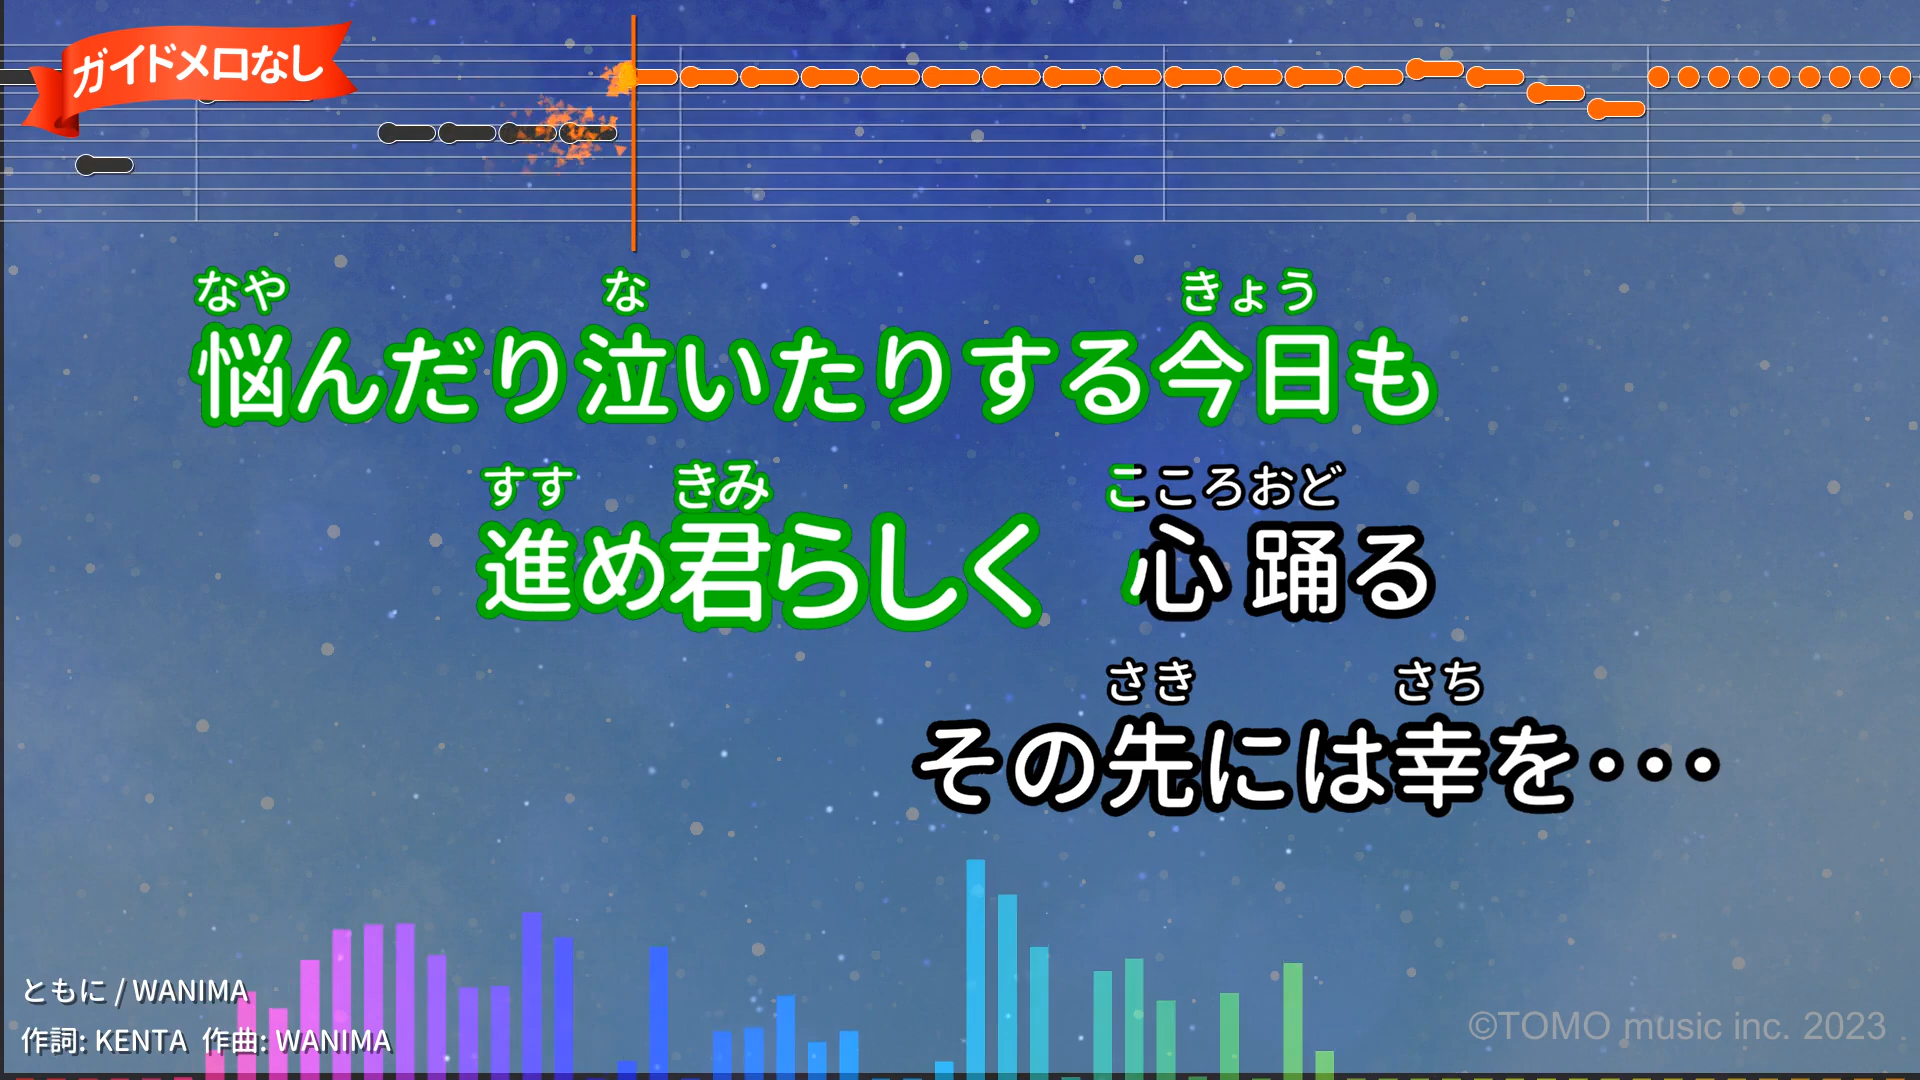 ガイドメロなし
なや な きょう
悩んだり泣いたりする今日も
すす きみ こころおど
進め君らしく 心踊る
さき さち
その先には幸を・・・
ともに / WANIMA
作詞: KENTA 作曲: WANIMA
©TOMO music inc. 2023